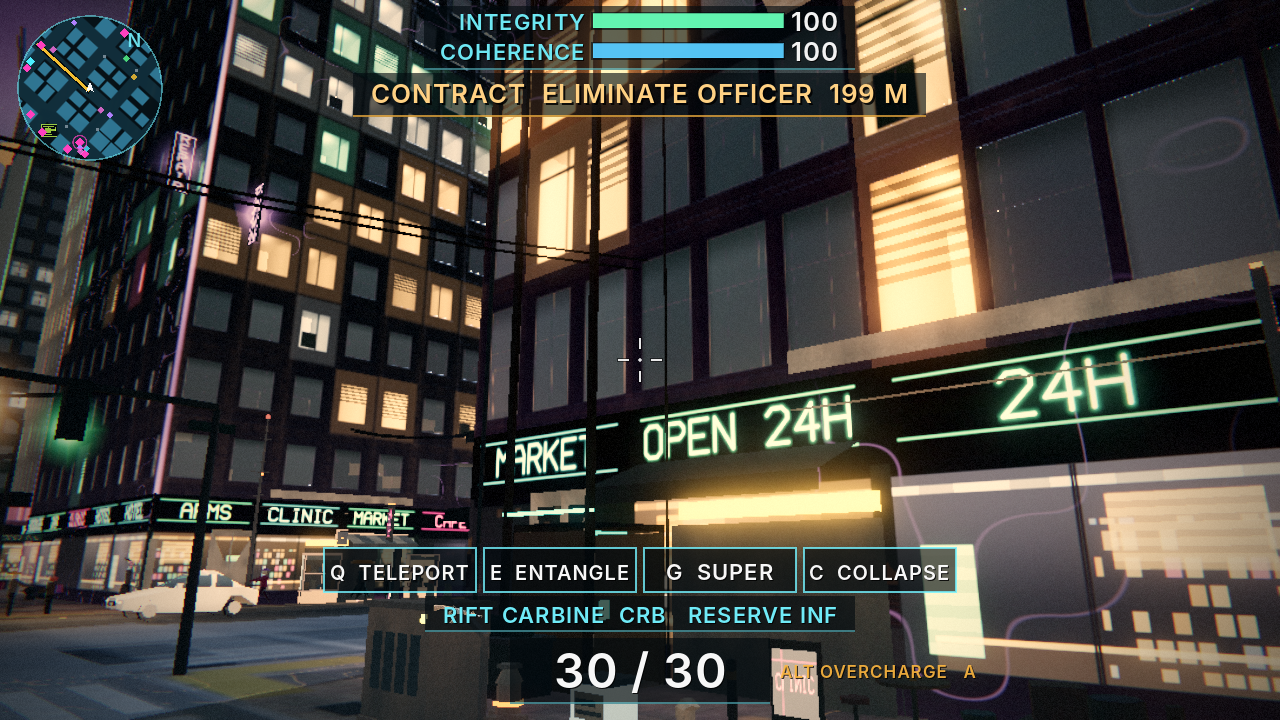 N
INTEGRITY 100
COHERENCE 100
CONTRACT ELIMINATE OFFICER 199 M
24H
OPEN 24H
MARKET
ARMS CLINIC MARKET
Q TELEPORT E ENTANGLE G SUPER C COLLAPSE
RIFT CARBINE CRB RESERVE INF
30 / 30
ALT OVERCHARGE A
CLINIC